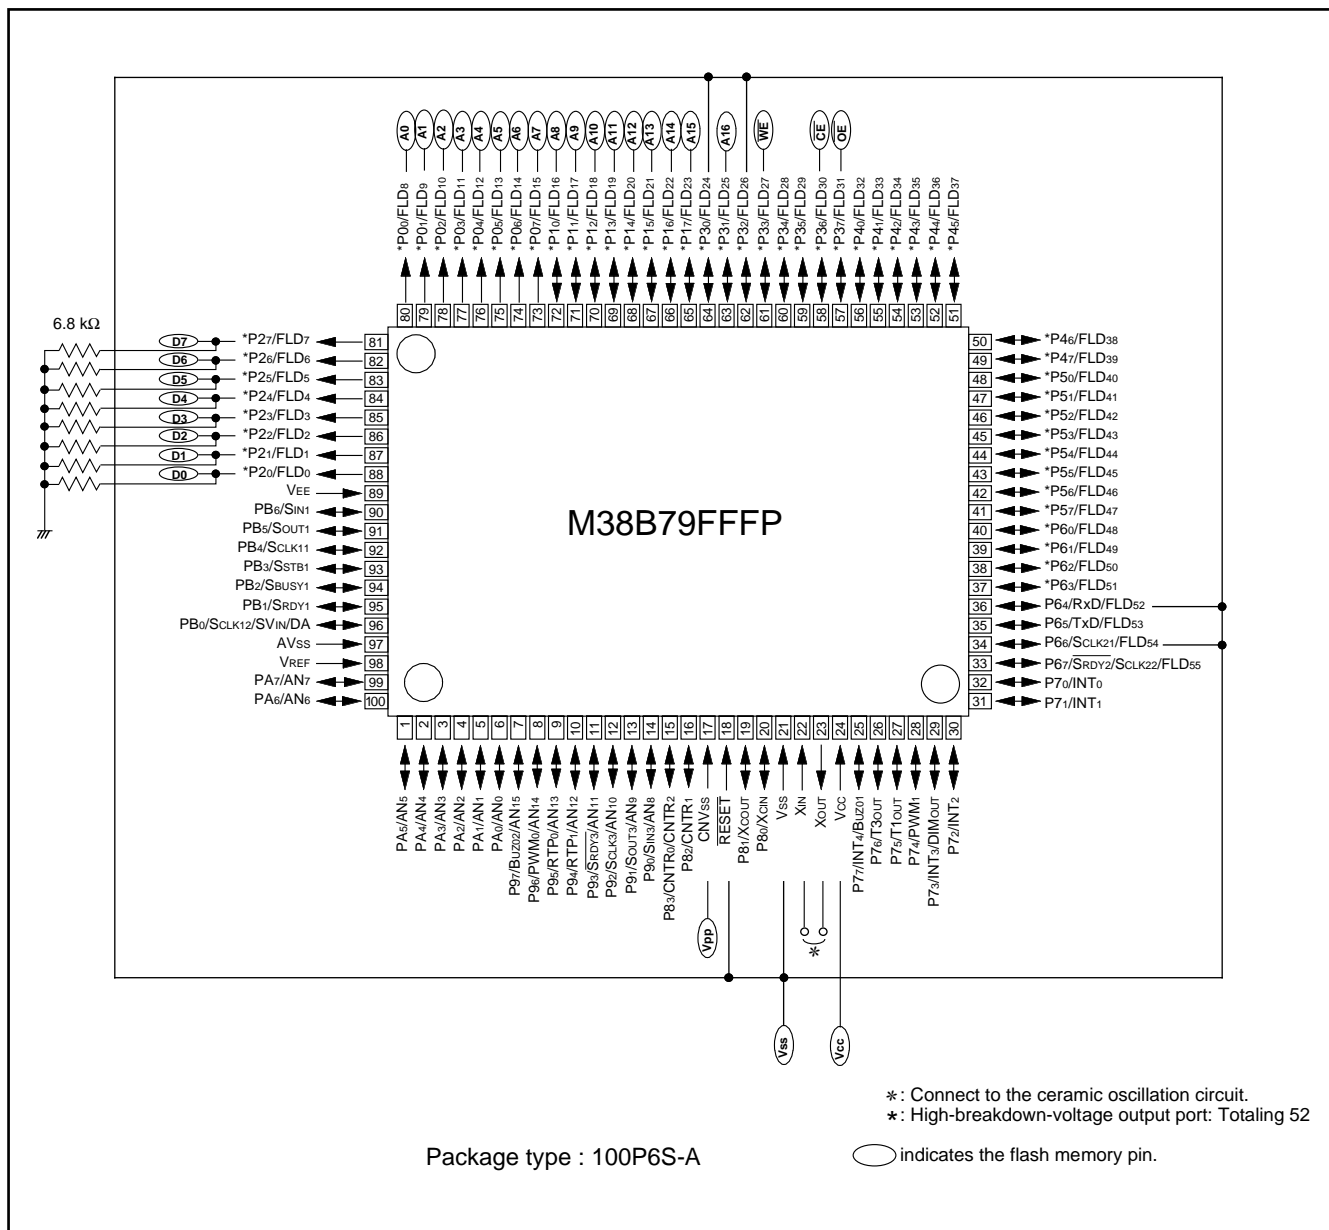 A0 A1 A2 A3 A4 A5 A6 A7 A8 A9 A10 A11 A12 A13 A14 A15 A16 WE CE OE
*P00/FLD8
*P01/FLD9
*P02/FLD10
*P03/FLD11
*P04/FLD12
*P05/FLD13
*P06/FLD14
*P07/FLD15
*P10/FLD16
*P11/FLD17
*P12/FLD18
*P13/FLD19
*P14/FLD20
*P15/FLD21
*P16/FLD22
*P17/FLD23
*P30/FLD24
*P31/FLD25
*P32/FLD26
*P33/FLD27
*P34/FLD28
*P35/FLD29
*P36/FLD30
*P37/FLD31
*P40/FLD32
*P41/FLD33
*P42/FLD34
*P43/FLD35
*P44/FLD36
*P45/FLD37
80 79 78 77 76 75 74 73 72 71 70 69 68 67 66 65 64 63 62 61 60 59 58 57 56 55 54 53 52 51
6.8 kΩ
D7 *P27/FLD7 81
D6 *P26/FLD6 82
D5 *P25/FLD5 83
D4 *P24/FLD4 84
D3 *P23/FLD3 85
D2 *P22/FLD2 86
D1 *P21/FLD1 87
D0 *P20/FLD0 88
VEE 89
PB6/SIN1 90
PB5/SOUT1 91
PB4/SCLK11 92
PB3/SSTB1 93
PB2/SBUSY1 94
PB1/SRDY1 95
PB0/SCLK12/SVIN/DA 96
AVSS 97
VREF 98
PA7/AN7 99
PA6/AN6 100
M38B79FFFP
50 *P46/FLD38
49 *P47/FLD39
48 *P50/FLD40
47 *P51/FLD41
46 *P52/FLD42
45 *P53/FLD43
44 *P54/FLD44
43 *P55/FLD45
42 *P56/FLD46
41 *P57/FLD47
40 *P60/FLD48
39 *P61/FLD49
38 *P62/FLD50
37 *P63/FLD51
36 P64/RxD/FLD52
35 P65/TxD/FLD53
34 P66/SCLK21/FLD54
33 P67/SRDY2/SCLK22/FLD55
32 P70/INT0
31 P71/INT1
1 2 3 4 5 6 7 8 9 10 11 12 13 14 15 16 17 18 19 20 21 22 23 24 25 26 27 28 29 30
PA5/AN5
PA4/AN4
PA3/AN3
PA2/AN2
PA1/AN1
PA0/AN0
P97/BUZ02/AN15
P96/PWM0/AN14
P95/RTP0/AN13
P94/RTP1/AN12
P93/SRDY3/AN11
P92/SCLK3/AN10
P91/SOUT3/AN9
P90/SIN3/AN8
P83/CNTR0/CNTR2
P82/CNTR1
CNVSS
RESET
P81/XCOUT
P80/XCIN
VSS
XIN
XOUT
VCC
P77/INT4/BUZ01
P76/T3OUT
P75/T1OUT
P74/PWM1
P73/INT3/DIMOUT
P72/INT2
Vpp
*
Vss
Vcc
*: Connect to the ceramic oscillation circuit.
*: High-breakdown-voltage output port: Totaling 52
Package type : 100P6S-A
indicates the flash memory pin.